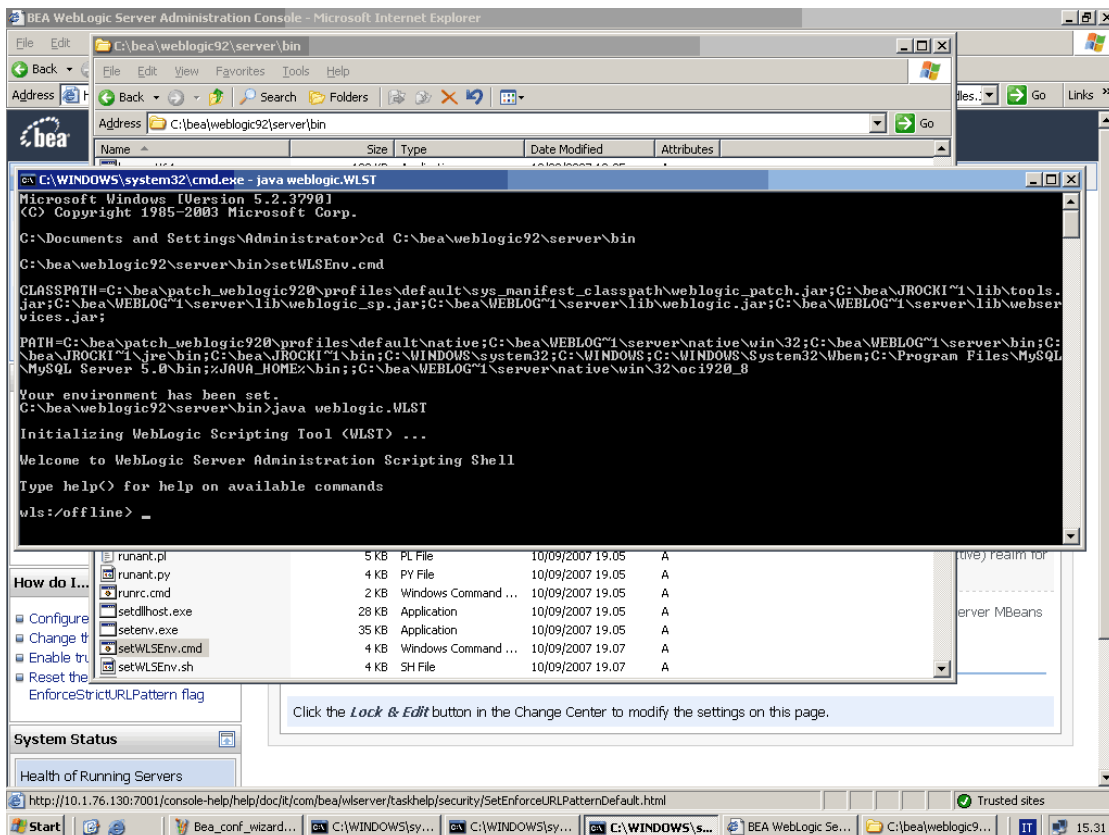 BEA WebLogic Server Administration Console - Microsoft Internet Explorer
File Edit
C:\bea\weblogic92\server\bin
File Edit View Favorites Tools Help
Back
Back Search Folders
Address
Address C:\bea\weblogic92\server\bin Go
Go Links »
bea
Name Size Type Date Modified Attributes
C:\WINDOWS\system32\cmd.exe - java weblogic.WLST
Microsoft Windows [Version 5.2.3790]
(C) Copyright 1985-2003 Microsoft Corp.
C:\Documents and Settings\Administrator>cd C:\bea\weblogic92\server\bin
C:\bea\weblogic92\server\bin>setWLSEnv.cmd
CLASSPATH=C:\bea\patch_weblogic920\profiles\default\sys_manifest_classpath\weblogic_patch.jar;C:\bea\JROCKI~1\lib\tools.
jar;C:\bea\WEBLOG~1\server\lib\weblogic_sp.jar;C:\bea\WEBLOG~1\server\lib\weblogic.jar;C:\bea\WEBLOG~1\server\lib\webser
vices.jar;
PATH=C:\bea\patch_weblogic920\profiles\default\native;C:\bea\WEBLOG~1\server\native\win\32;C:\bea\WEBLOG~1\server\bin;C:
\bea\JROCKI~1\jre\bin;C:\bea\JROCKI~1\bin;C:\WINDOWS\system32;C:\WINDOWS;C:\WINDOWS\System32\Wbem;C:\Program Files\MySQL
\MySQL Server 5.0\bin;%JAVA_HOME%\bin;;C:\bea\WEBLOG~1\server\native\win\32\oci920_8
Your environment has been set.
C:\bea\weblogic92\server\bin>java weblogic.WLST
Initializing WebLogic Scripting Tool (WLST) ...
Welcome to WebLogic Server Administration Scripting Shell
Type help() for help on available commands
wls:/offline> _
runant.pl 5 KB PL File 10/09/2007 19.05 A
runant.py 4 KB PY File 10/09/2007 19.05 A
runrc.cmd 2 KB Windows Command ... 10/09/2007 19.05 A
setdllhost.exe 28 KB Application 10/09/2007 19.05 A
setenv.exe 35 KB Application 10/09/2007 19.05 A
setWLSEnv.cmd 4 KB Windows Command ... 10/09/2007 19.07 A
setWLSEnv.sh 4 KB SH File 10/09/2007 19.07 A
realm for
erver MBeans
How do I...
Configure
Change th
Enable tru
Reset the
EnforceStrictURLPattern flag
Click the Lock & Edit button in the Change Center to modify the settings on this page.
System Status
Health of Running Servers
http://10.1.76.130:7001/console-help/help/doc/it/com/bea/wlserver/taskhelp/security/SetEnforceURLPatternDefault.html Trusted sites
Start Bea_conf_wizard... C:\WINDOWS\sy... C:\WINDOWS\sy... C:\WINDOWS\s... BEA WebLogic Se... C:\bea\weblogic9... IT 15.31